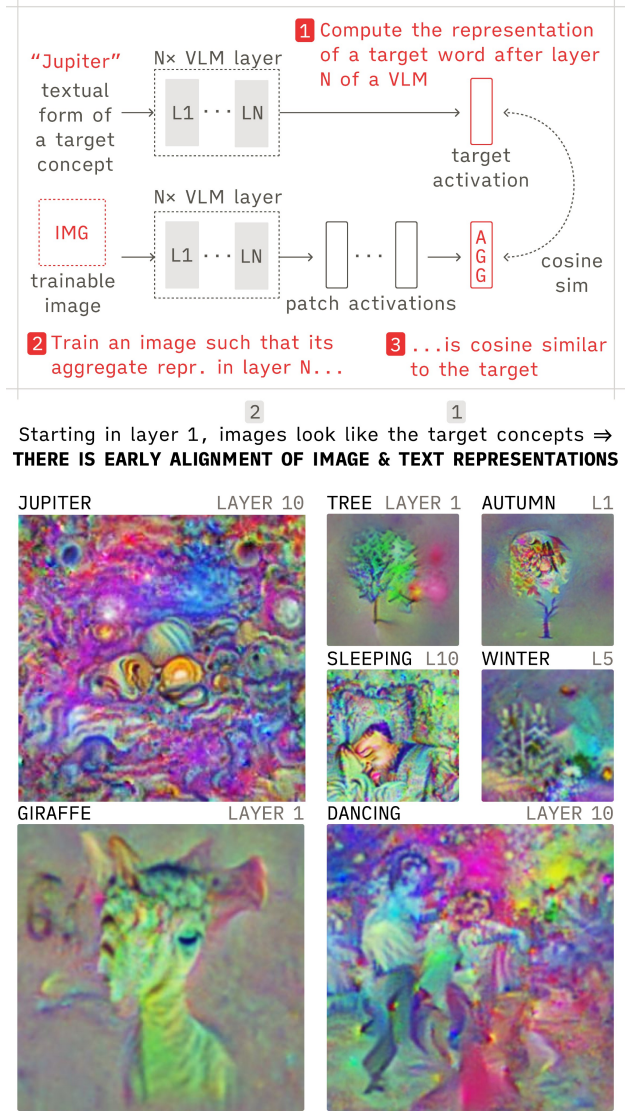 1 Compute the representation
of a target word after layer
N of a VLM
“Jupiter”
textual
form of
a target
concept
N× VLM layer
L1 ··· LN
target
activation
N× VLM layer
IMG
L1 ··· LN
···
A
G
G
trainable
image
patch activations
cosine
sim
2 Train an image such that its
aggregate repr. in layer N...
3 ...is cosine similar
to the target
2 1
Starting in layer 1, images look like the target concepts ⇒
THERE IS EARLY ALIGNMENT OF IMAGE & TEXT REPRESENTATIONS
JUPITER LAYER 10
TREE LAYER 1
AUTUMN L1
SLEEPING L10
WINTER L5
GIRAFFE LAYER 1
DANCING LAYER 10